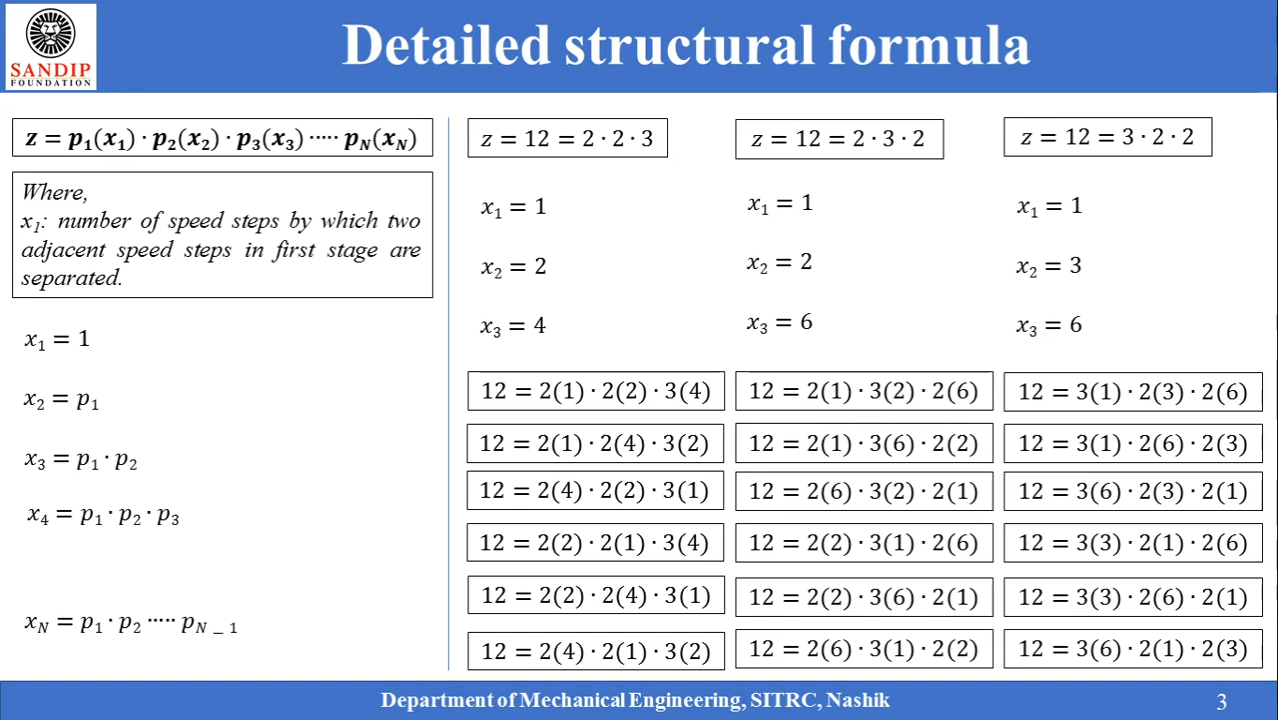 SANDIP
FOUNDATION
Detailed structural formula
z = p₁(x₁) · p₂(x₂) · p₃(x₃) ····· p_N(x_N)
Where,
x₁: number of speed steps by which two
adjacent speed steps in first stage are
separated.
x₁ = 1
x₂ = p₁
x₃ = p₁ · p₂
x₄ = p₁ · p₂ · p₃
x_N = p₁ · p₂ ····· p_{N _ 1}
z = 12 = 2 · 2 · 3
x₁ = 1
x₂ = 2
x₃ = 4
12 = 2(1) · 2(2) · 3(4)
12 = 2(1) · 2(4) · 3(2)
12 = 2(4) · 2(2) · 3(1)
12 = 2(2) · 2(1) · 3(4)
12 = 2(2) · 2(4) · 3(1)
12 = 2(4) · 2(1) · 3(2)
z = 12 = 2 · 3 · 2
x₁ = 1
x₂ = 2
x₃ = 6
12 = 2(1) · 3(2) · 2(6)
12 = 2(1) · 3(6) · 2(2)
12 = 2(6) · 3(2) · 2(1)
12 = 2(2) · 3(1) · 2(6)
12 = 2(2) · 3(6) · 2(1)
12 = 2(6) · 3(1) · 2(2)
z = 12 = 3 · 2 · 2
x₁ = 1
x₂ = 3
x₃ = 6
12 = 3(1) · 2(3) · 2(6)
12 = 3(1) · 2(6) · 2(3)
12 = 3(6) · 2(3) · 2(1)
12 = 3(3) · 2(1) · 2(6)
12 = 3(3) · 2(6) · 2(1)
12 = 3(6) · 2(1) · 2(3)
Department of Mechanical Engineering, SITRC, Nashik
3